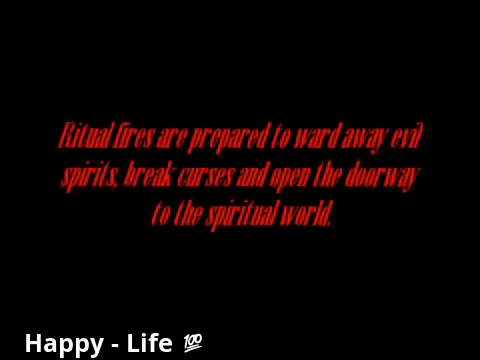 Ritual fires are prepared to ward away evil
spirits, break curses and open the doorway
to the spiritual world.
Happy - Life 💯